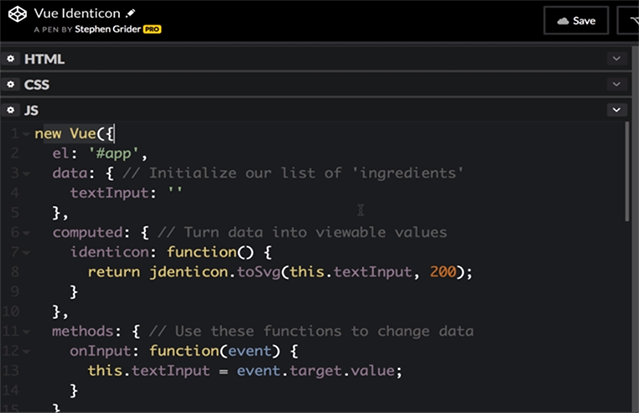 Vue Identicon
A PEN BY Stephen Grider PRO
Save
HTML
CSS
JS
1 new Vue({
2 el: '#app',
3 data: { // Initialize our list of 'ingredients'
4 textInput: ''
5 },
6 computed: { // Turn data into viewable values
7 identicon: function() {
8 return jdenticon.toSvg(this.textInput, 200);
9 }
10 },
11 methods: { // Use these functions to change data
12 onInput: function(event) {
13 this.textInput = event.target.value;
14 }
15 }